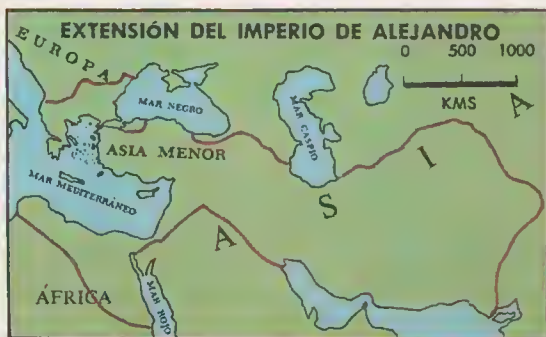 EXTENSIÓN DEL IMPERIO DE ALEJANDRO
0 500 1000
KMS
EUROPA
MAR NEGRO
MAR CASPIO
ASIA MENOR
MAR MEDITERRÁNEO
ASIA
ÁFRICA
MAR ROJO